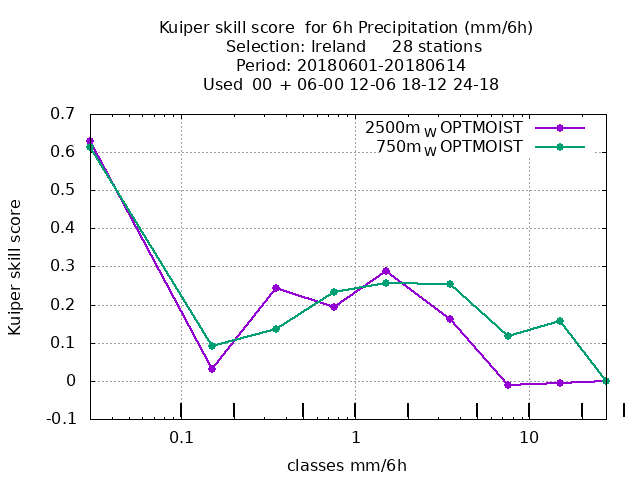 Kuiper skill score  for 6h Precipitation (mm/6h)
Selection: Ireland     28 stations
Period: 20180601-20180614
Used  00  + 06-00 12-06 18-12 24-18
2500m W OPTMOIST
750m W OPTMOIST
0.7
0.6
0.5
0.4
0.3
0.2
0.1
0
-0.1
Kuiper skill score
0.1
1
10
classes mm/6h